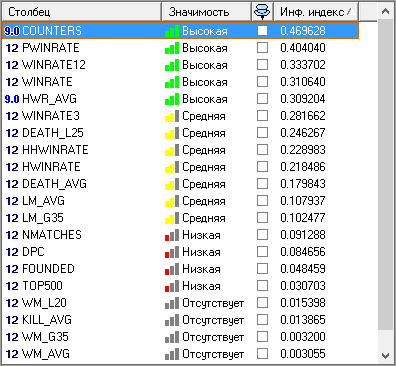 Столбец Значимость Инф. индекс /
9.0 COUNTERS Высокая 0.469628
12 PWINRATE Высокая 0.404040
12 WINRATE12 Высокая 0.333702
12 WINRATE Высокая 0.310640
9.0 HWR_AVG Высокая 0.309204
12 WINRATE3 Средняя 0.281662
12 DEATH_L25 Средняя 0.246267
12 HHWINRATE Средняя 0.228983
12 HWINRATE Средняя 0.218486
12 DEATH_AVG Средняя 0.179843
12 LM_AVG Средняя 0.107937
12 LM_G35 Средняя 0.102477
12 NMATCHES Низкая 0.091288
12 DPC Низкая 0.084656
12 FOUNDED Низкая 0.048459
12 TOP500 Низкая 0.030703
12 WM_L20 Отсутствует 0.015398
12 KILL_AVG Отсутствует 0.013865
12 WM_G35 Отсутствует 0.003200
12 WM_AVG Отсутствует 0.003055